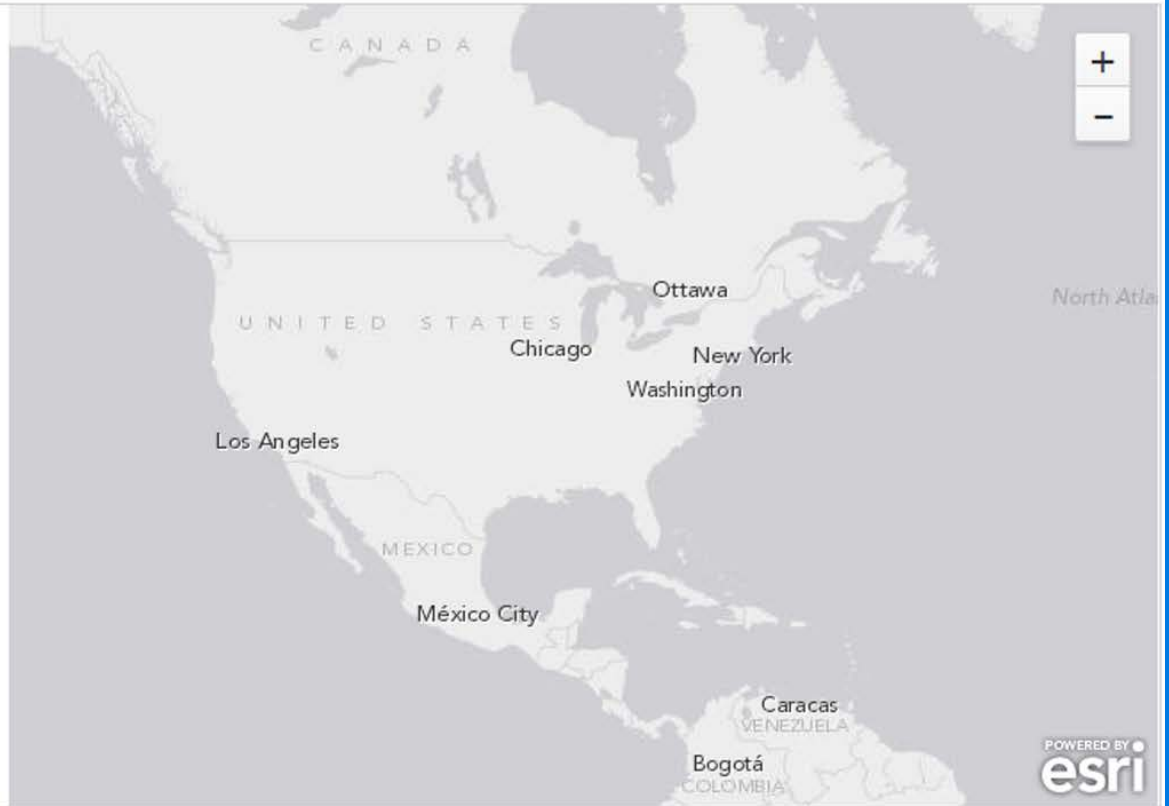 CANADA
+
−
Ottawa
North Atla
UNITED STATES
Chicago
New York
Washington
Los Angeles
MEXICO
México City
Caracas
VENEZUELA
Bogotá
COLOMBIA
POWERED BY
esri